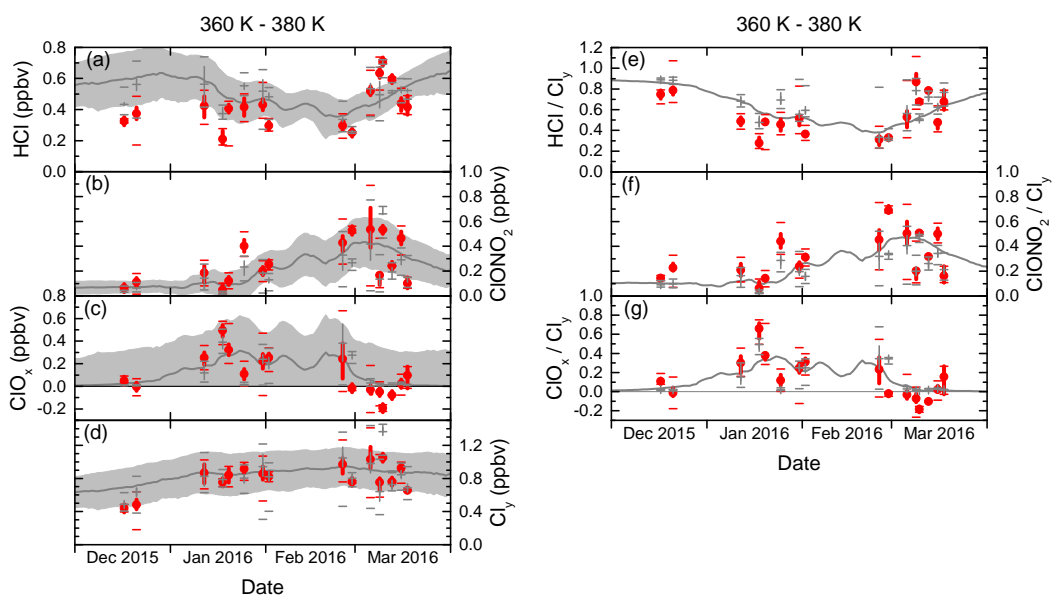 360 K - 380 K
(a)
HCl (ppbv)
0.8
0.6
0.4
0.2
0.0
(b)
ClONO2 (ppbv)
1.0
0.8
0.6
0.4
0.2
0.0
(c)
ClOx (ppbv)
0.8
0.6
0.4
0.2
0.0
-0.2
(d)
Cly (ppbv)
1.2
0.8
0.4
0.0
Dec 2015 Jan 2016 Feb 2016 Mar 2016
Date
360 K - 380 K
(e)
HCl / Cly
1.2
1.0
0.8
0.6
0.4
0.2
0.0
(f)
ClONO2 / Cly
1.0
0.8
0.6
0.4
0.2
0.0
(g)
ClOx / Cly
1.0
0.8
0.6
0.4
0.2
0.0
-0.2
Dec 2015 Jan 2016 Feb 2016 Mar 2016
Date